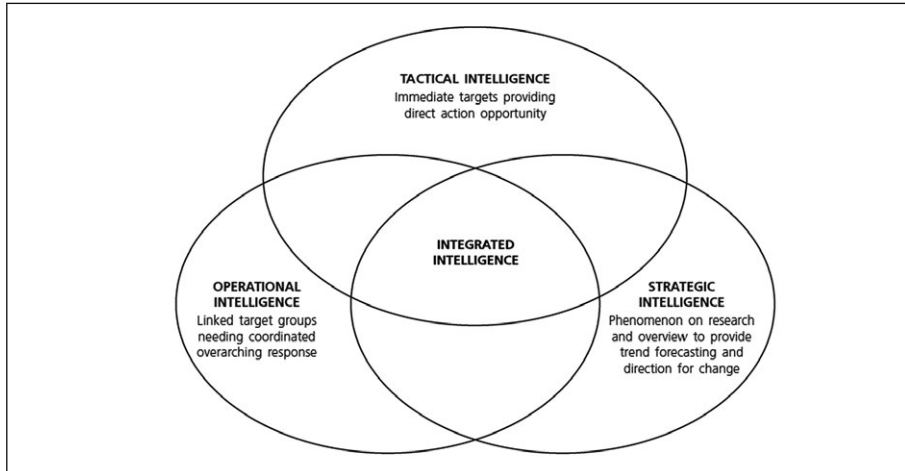 TACTICAL INTELLIGENCE
Immediate targets providing
direct action opportunity
INTEGRATED
INTELLIGENCE
OPERATIONAL
INTELLIGENCE
Linked target groups
needing coordinated
overarching response
STRATEGIC
INTELLIGENCE
Phenomenon on research
and overview to provide
trend forecasting and
direction for change